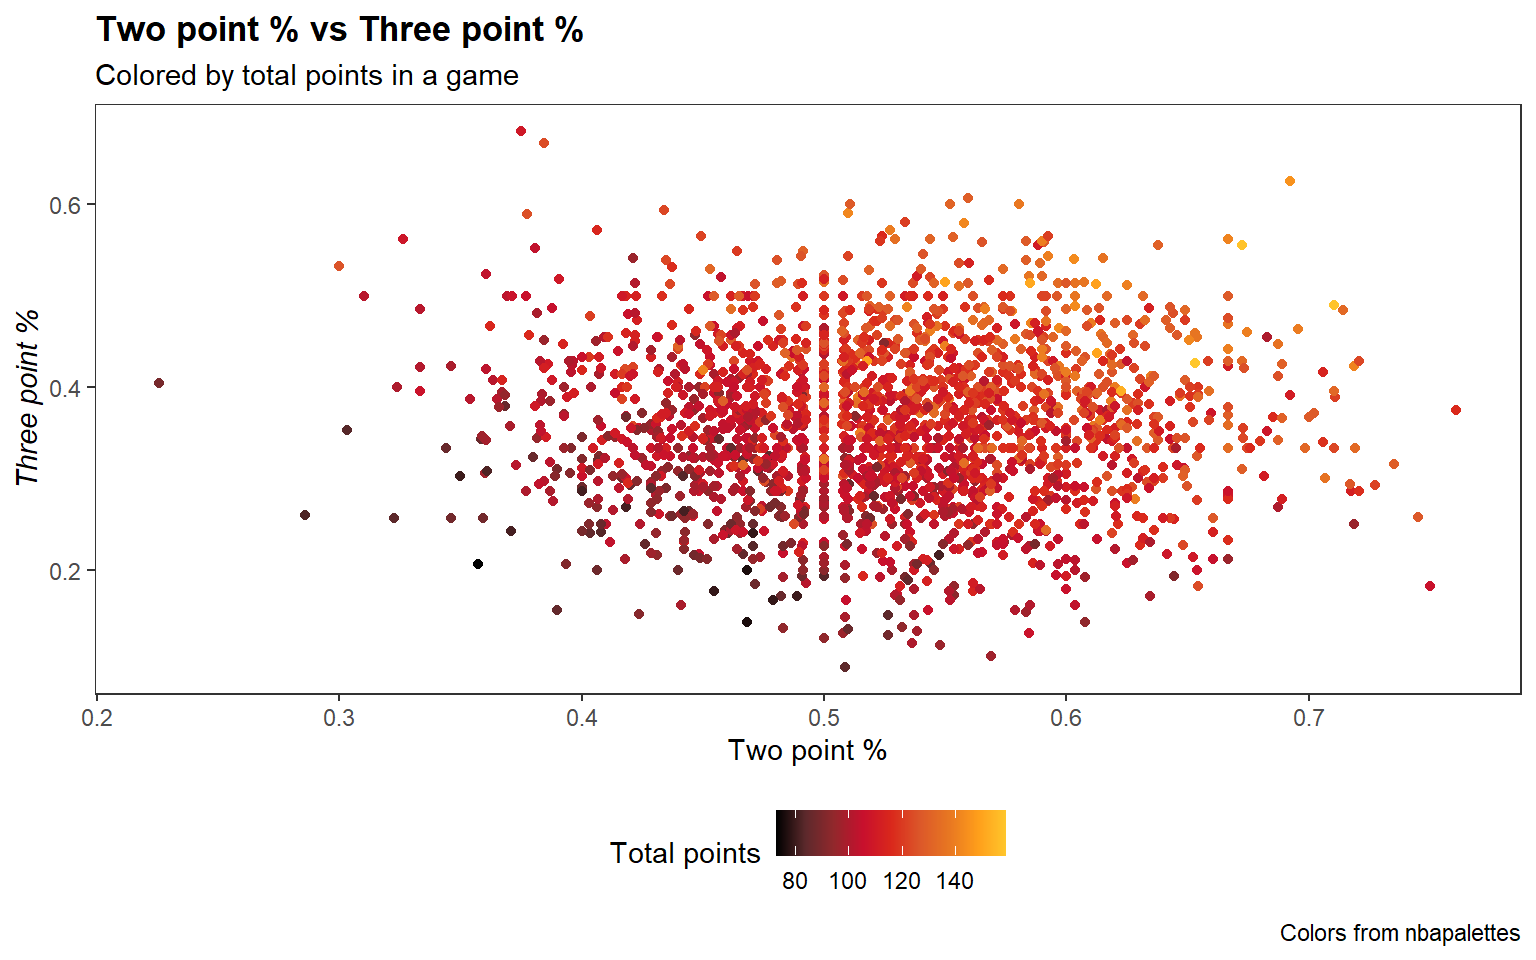 Two point % vs Three point %
Colored by total points in a game
Three point %
0.6
0.4
0.2
0.2 0.3 0.4 0.5 0.6 0.7
Two point %
Total points
80 100 120 140
Colors from nbapalettes